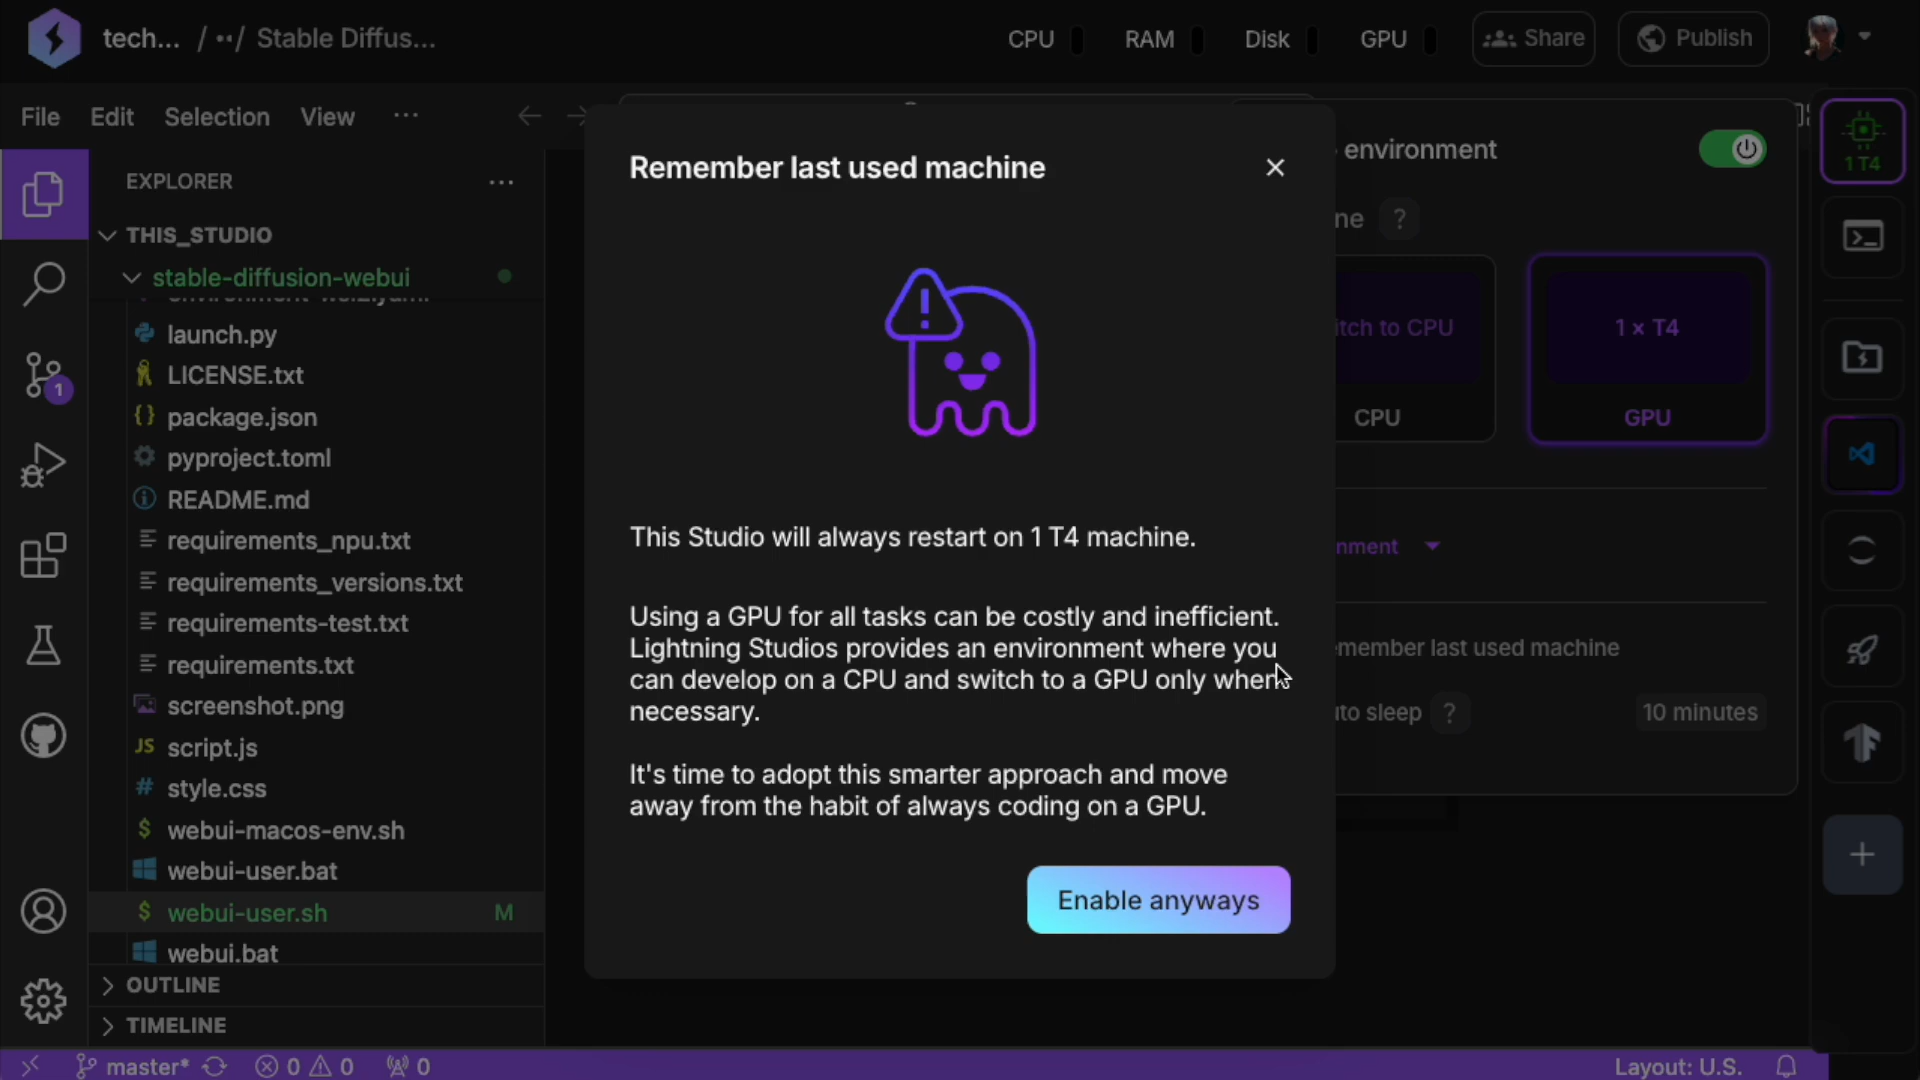 tech... / ··/ Stable Diffus...
CPU RAM Disk GPU Share Publish
File Edit Selection View ···
EXPLORER ···
THIS_STUDIO
stable-diffusion-webui
launch.py
LICENSE.txt
package.json
pyproject.toml
README.md
requirements_npu.txt
requirements_versions.txt
requirements-test.txt
requirements.txt
screenshot.png
JS script.js
# style.css
$ webui-macos-env.sh
webui-user.bat
$ webui-user.sh M
webui.bat
OUTLINE
TIMELINE
1
Remember last used machine
This Studio will always restart on 1 T4 machine.
Using a GPU for all tasks can be costly and inefficient.
Lightning Studios provides an environment where you
can develop on a CPU and switch to a GPU only when
necessary.
It's time to adopt this smarter approach and move
away from the habit of always coding on a GPU.
Enable anyways
environment
?
CPU
1 × T4
GPU
last used machine
sleep ? 10 minutes
1 T4
master* 0 0 0
Layout: U.S.